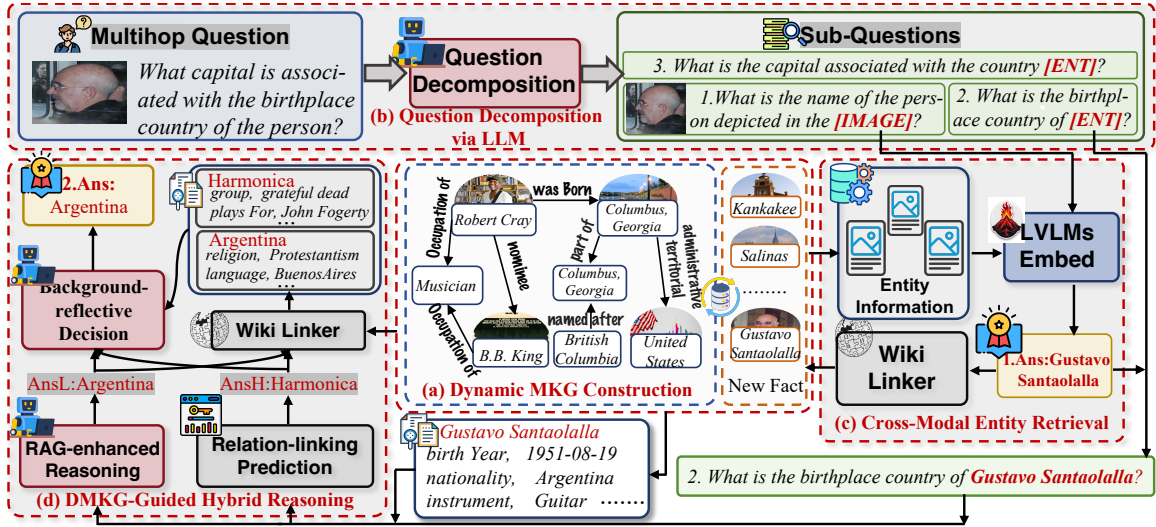 Multihop Question
What capital is associ-
ated with the birthplace
country of the person?
Question
Decomposition
(b) Question Decomposition
via LLM
Sub-Questions
3. What is the capital associated with the country [ENT]?
1.What is the name of the pers-
on depicted in the [IMAGE]?
2. What is the birthpl-
ace country of [ENT]?
2.Ans:
Argentina
Harmonica
group, grateful dead
plays For, John Fogerty
...
Argentina
religion, Protestantism
language, BuenosAires
...
Background-
reflective
Decision
Wiki Linker
AnsL:Argentina
AnsH:Harmonica
RAG-enhanced
Reasoning
Relation-linking
Prediction
(d) DMKG-Guided Hybrid Reasoning
Occupation of
Robert Cray
was Born
Columbus,
Georgia
nominee
part of
administrative
territorial
Musician
Columbus,
Georgia
Occupation of
B.B. King
named after
British
Columbia
United
States
(a) Dynamic MKG Construction
Kankakee
Salinas
........
Gustavo
Santaolalla
New Fact
Entity
Information
LVLMs
Embed
Wiki
Linker
1.Ans:Gustavo
Santaolalla
(c) Cross-Modal Entity Retrieval
Gustavo Santaolalla
birth Year, 1951-08-19
nationality, Argentina
instrument, Guitar .......
2. What is the birthplace country of Gustavo Santaolalla?